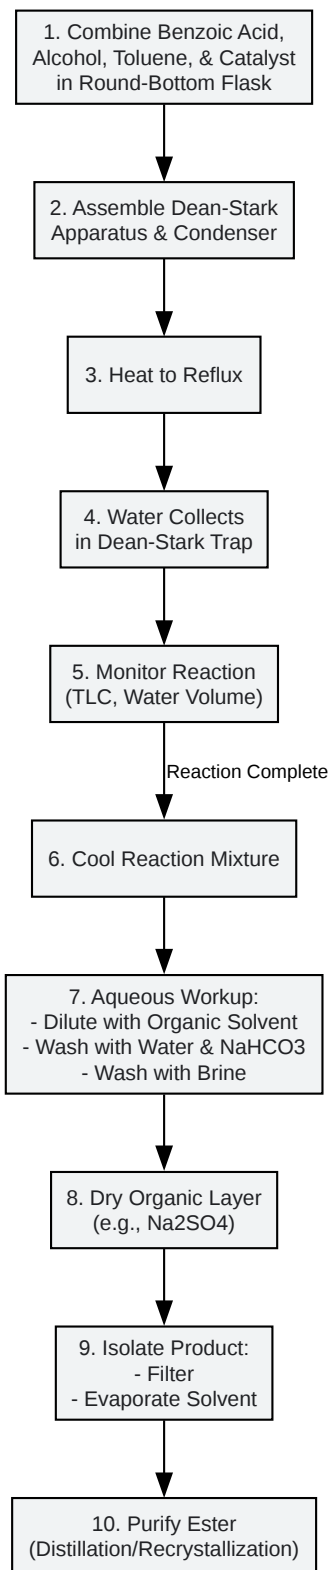 1. Combine Benzoic Acid,
Alcohol, Toluene, & Catalyst
in Round-Bottom Flask
2. Assemble Dean-Stark
Apparatus & Condenser
3. Heat to Reflux
4. Water Collects
in Dean-Stark Trap
5. Monitor Reaction
(TLC, Water Volume)
Reaction Complete
6. Cool Reaction Mixture
7. Aqueous Workup:
- Dilute with Organic Solvent
- Wash with Water & NaHCO3
- Wash with Brine
8. Dry Organic Layer
(e.g., Na2SO4)
9. Isolate Product:
- Filter
- Evaporate Solvent
10. Purify Ester
(Distillation/Recrystallization)